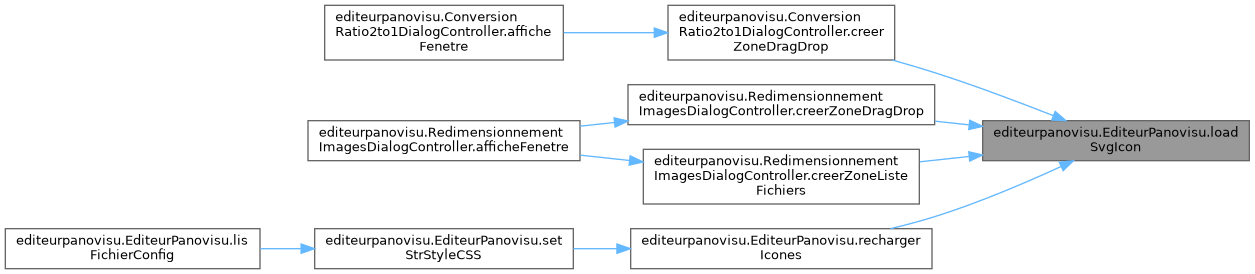 editeurpanovisu.Conversion
Ratio2to1DialogController.affiche
Fenetre
editeurpanovisu.Conversion
Ratio2to1DialogController.creer
ZoneDragDrop
editeurpanovisu.Redimensionnement
ImagesDialogController.creerZoneDragDrop
editeurpanovisu.Redimensionnement
ImagesDialogController.afficheFenetre
editeurpanovisu.EditeurPanovisu.load
SvgIcon
editeurpanovisu.Redimensionnement
ImagesDialogController.creerZoneListe
Fichiers
editeurpanovisu.EditeurPanovisu.lis
FichierConfig
editeurpanovisu.EditeurPanovisu.set
StrStyleCSS
editeurpanovisu.EditeurPanovisu.recharger
Icones